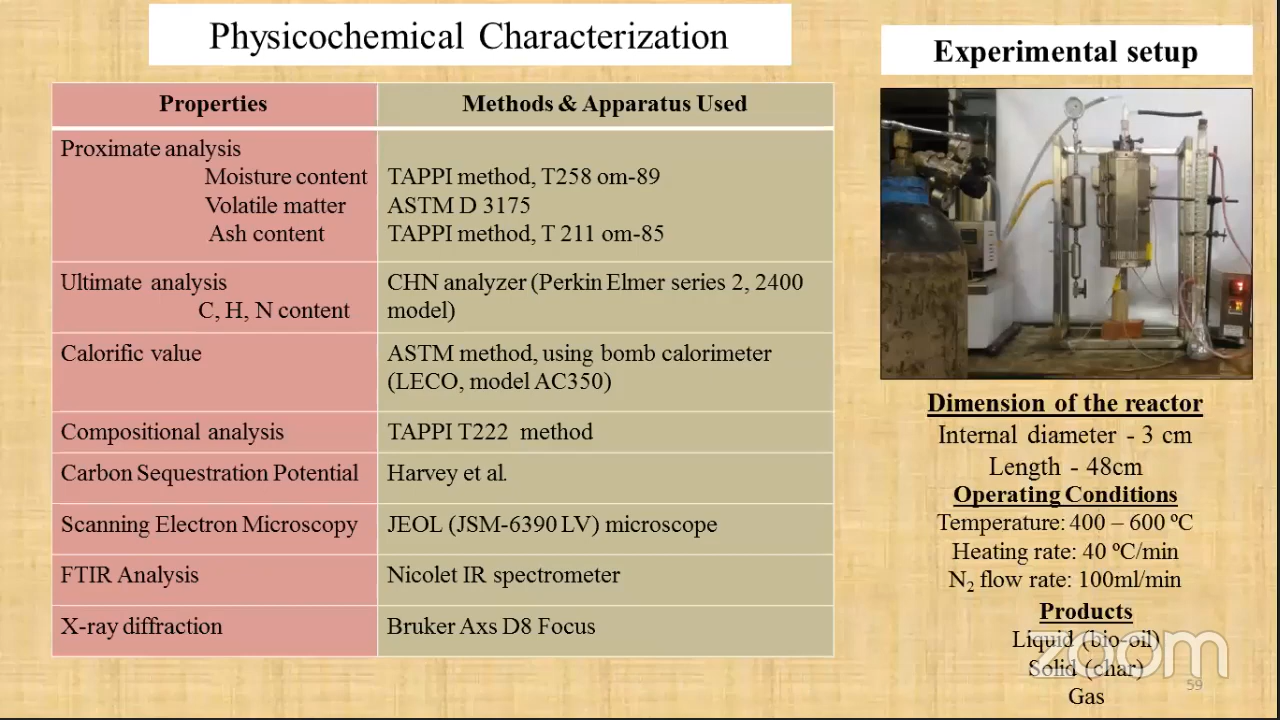 Physicochemical Characterization
Properties
Methods & Apparatus Used
Proximate analysis
Moisture content
TAPPI method, T258 om-89
Volatile matter
ASTM D 3175
Ash content
TAPPI method, T 211 om-85
Ultimate analysis
C, H, N content
CHN analyzer (Perkin Elmer series 2, 2400
model)
Calorific value
ASTM method, using bomb calorimeter
(LECO, model AC350)
Compositional analysis
TAPPI T222 method
Carbon Sequestration Potential
Harvey et al.
Scanning Electron Microscopy
JEOL (JSM-6390 LV) microscope
FTIR Analysis
Nicolet IR spectrometer
X-ray diffraction
Bruker Axs D8 Focus
Experimental setup
Dimension of the reactor
Internal diameter - 3 cm
Length - 48cm
Operating Conditions
Temperature: 400 – 600 ºC
Heating rate: 40 ºC/min
N₂ flow rate: 100ml/min
Products
Liquid (bio-oil)
Solid (char)
Gas
zoom
59